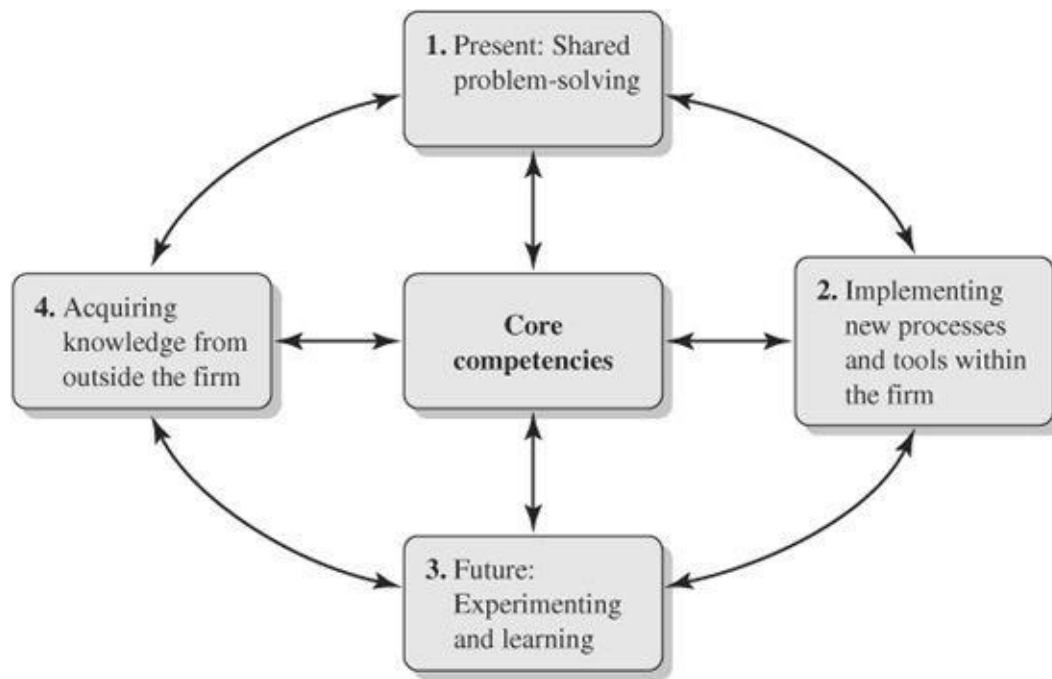 1. Present: Shared
problem-solving
4. Acquiring
knowledge from
outside the firm
Core
competencies
2. Implementing
new processes
and tools within
the firm
3. Future:
Experimenting
and learning